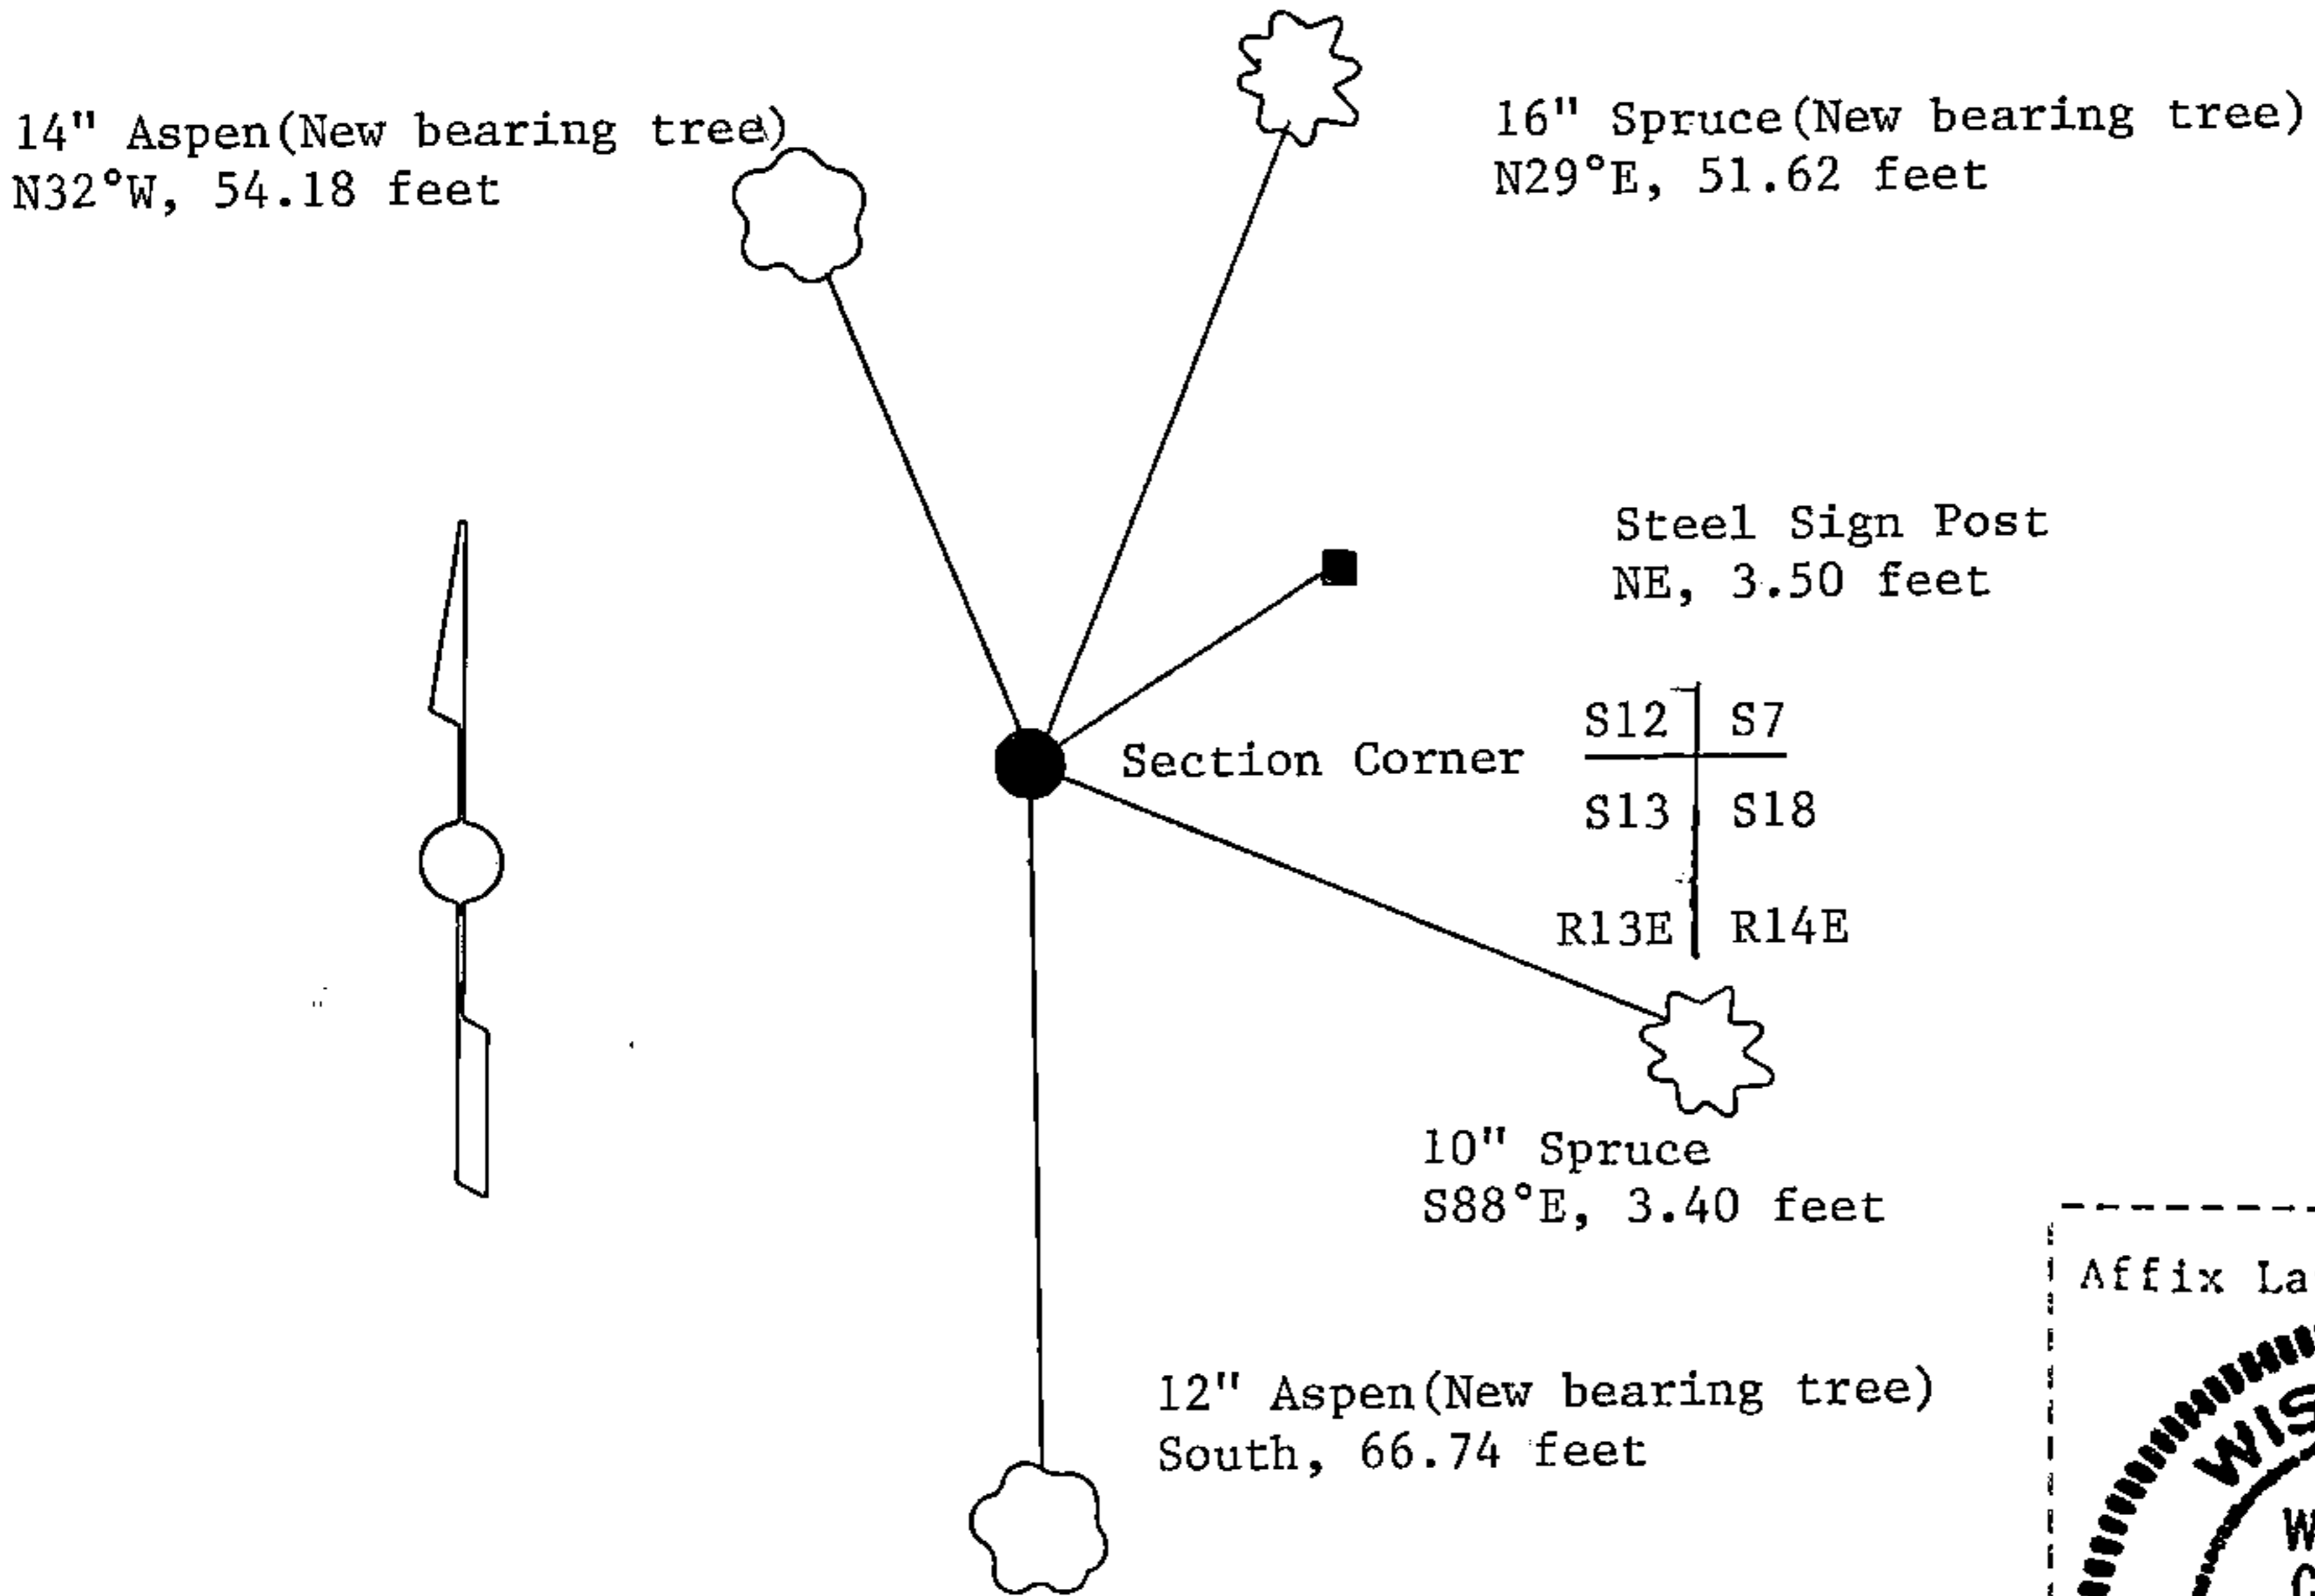 14" Aspen(New bearing tree)
N32°W, 54.18 feet
16" Spruce(New bearing tree)
N29°E, 51.62 feet
Steel Sign Post
NE, 3.50 feet
Section Corner
S12 S7
S13 S18
R13E R14E
10" Spruce
S88°E, 3.40 feet
12" Aspen(New bearing tree)
South, 66.74 feet
Affix La
WIS